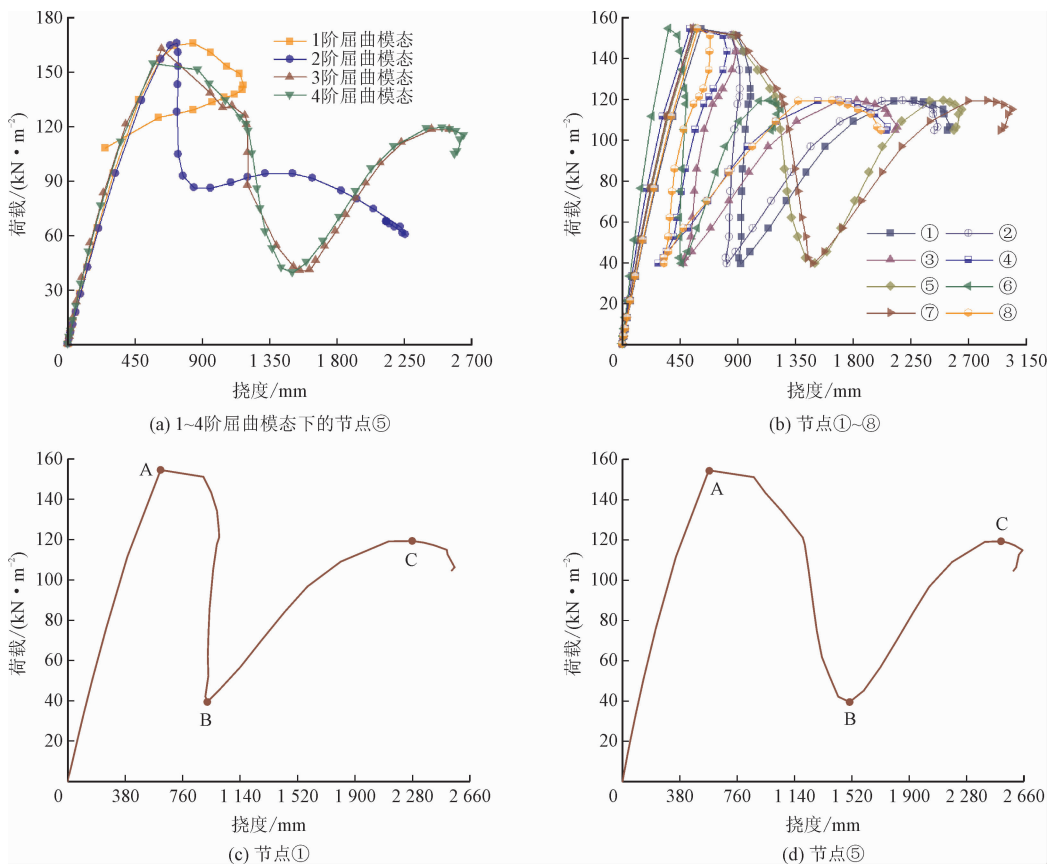 180
150
120
90
60
30
0
荷载/(kN·m⁻²)
1阶屈曲模态
2阶屈曲模态
3阶屈曲模态
4阶屈曲模态
450 900 1 350 1 800 2 250 2 700
挠度/mm
(a) 1~4阶屈曲模态下的节点⑤
160
140
120
100
80
60
40
20
0
荷载/(kN·m⁻²)
① ②
③ ④
⑤ ⑥
⑦ ⑧
450 900 1 350 1 800 2 250 2 700 3 150
挠度/mm
(b) 节点①~⑧
160
140
120
100
80
60
40
20
0
荷载/(kN·m⁻²)
A
B
C
380 760 1 140 1 520 1 900 2 280 2 660
挠度/mm
(c) 节点①
160
140
120
100
80
60
40
20
0
荷载/(kN·m⁻²)
A
B
C
380 760 1 140 1 520 1 900 2 280 2 660
挠度/mm
(d) 节点⑤